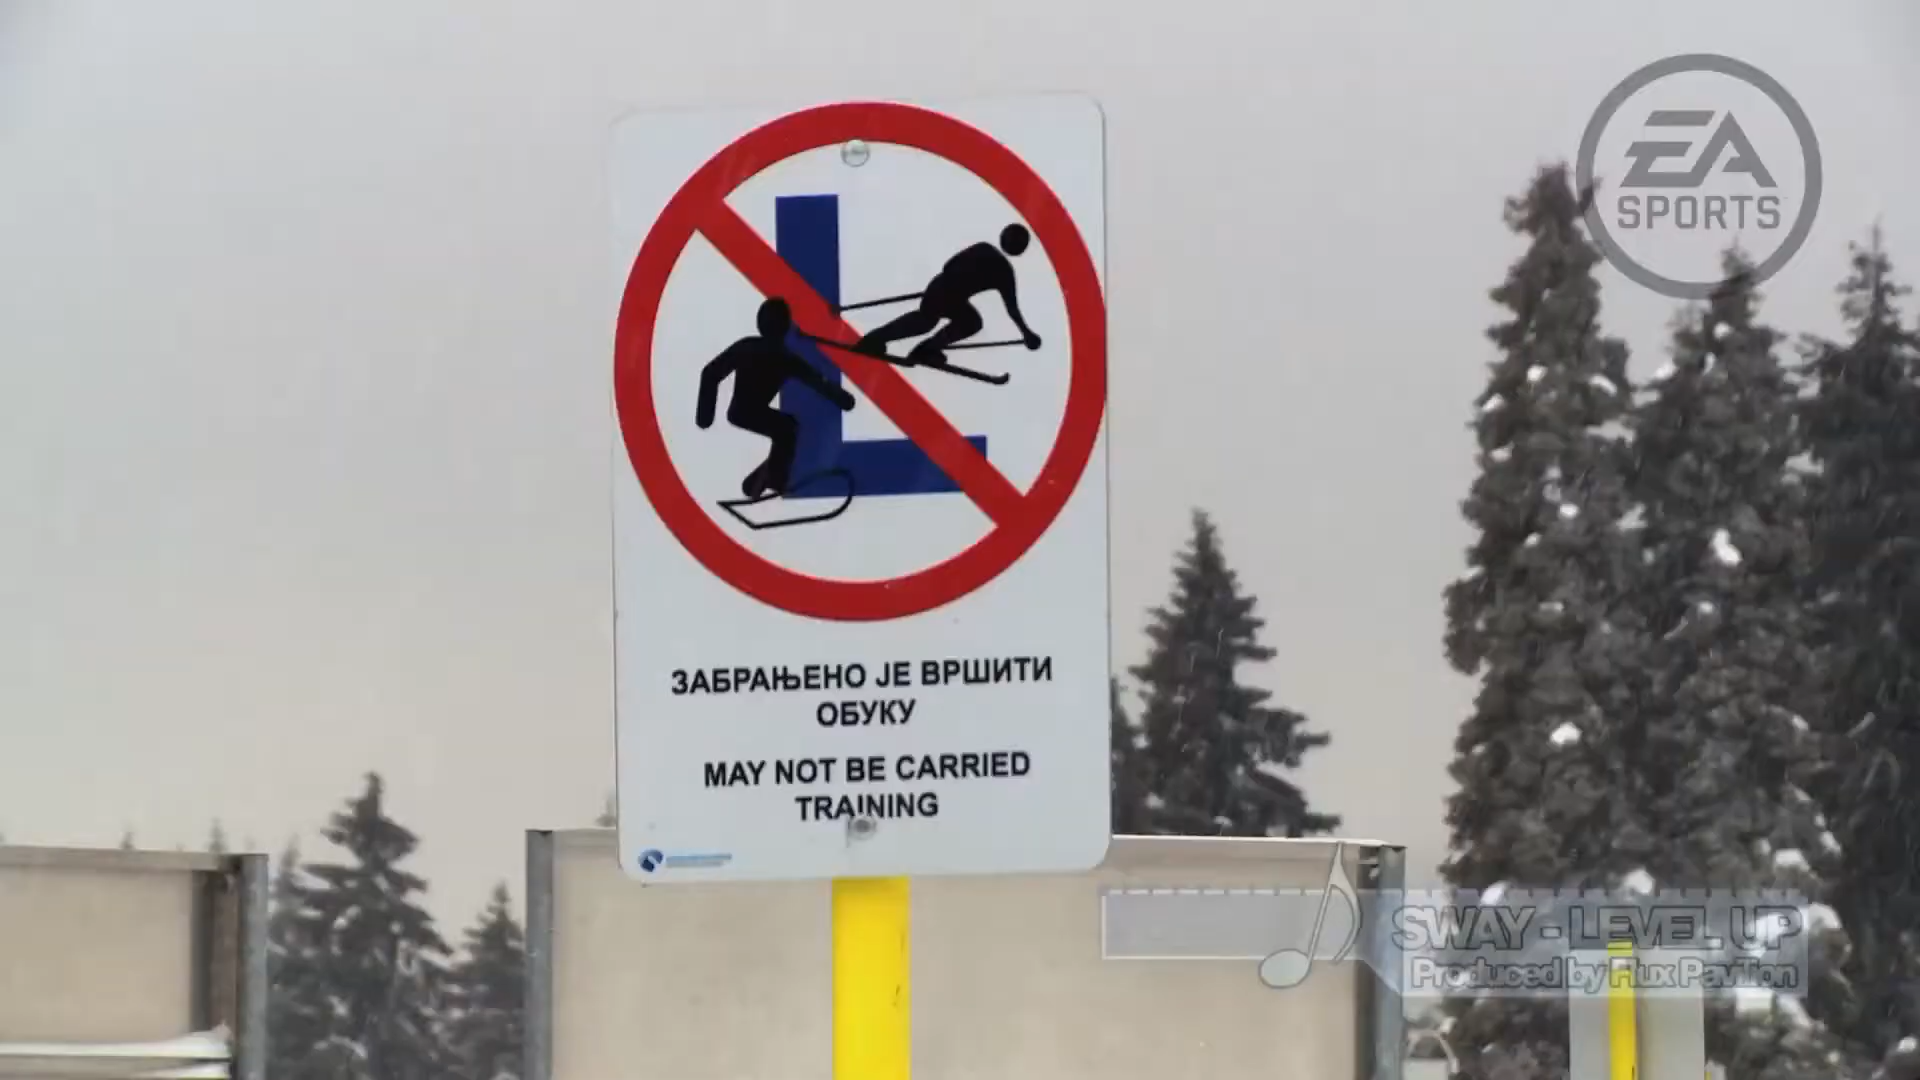 EA
SPORTS
L
ЗАБРАЊЕНО ЈЕ ВРШИТИ
ОБУКУ
MAY NOT BE CARRIED
TRAINING
SWAY - LEVEL UP
Produced by Flux Pavilion